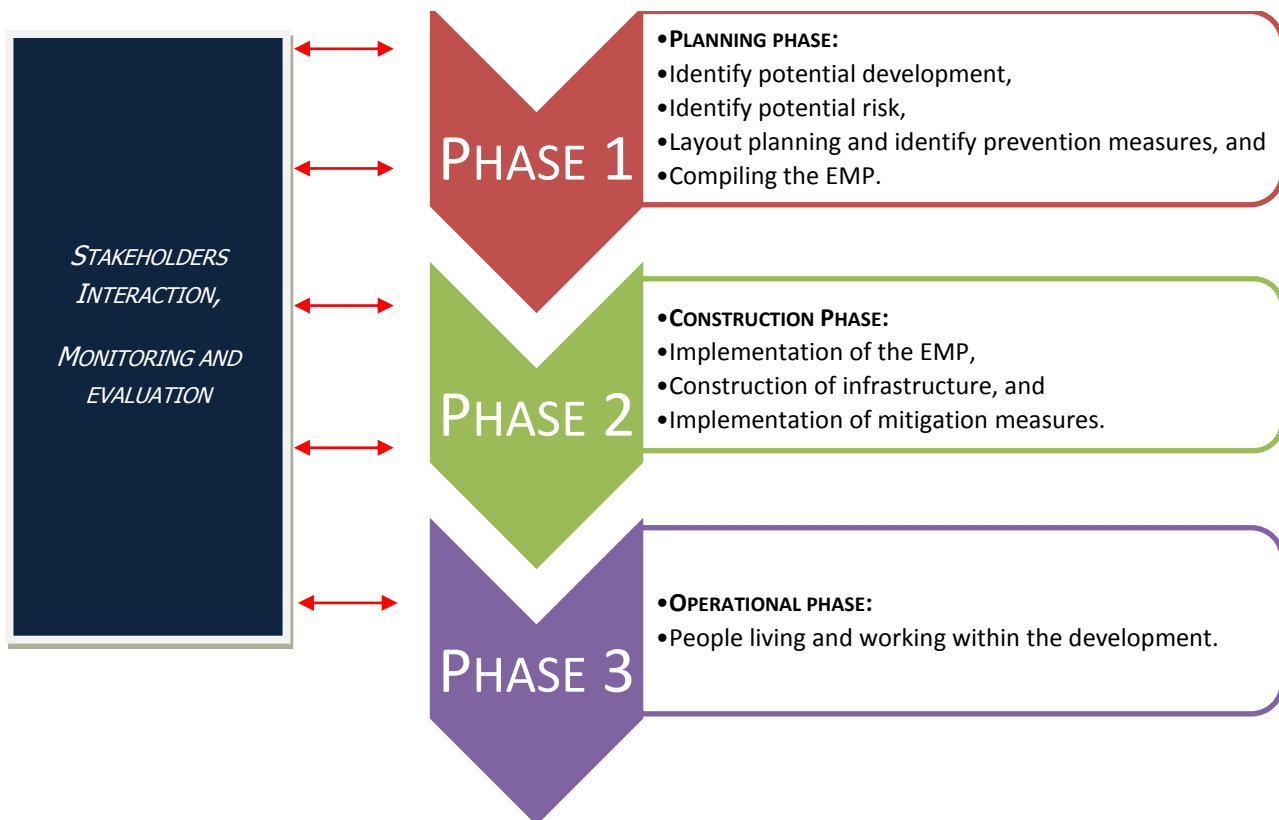 STAKEHOLDERS
INTERACTION,
MONITORING AND
EVALUATION
PHASE 1
•PLANNING PHASE:
•Identify potential development,
•Identify potential risk,
•Layout planning and identify prevention measures, and
•Compiling the EMP.
PHASE 2
•CONSTRUCTION PHASE:
•Implementation of the EMP,
•Construction of infrastructure, and
•Implementation of mitigation measures.
PHASE 3
•OPERATIONAL PHASE:
•People living and working within the development.